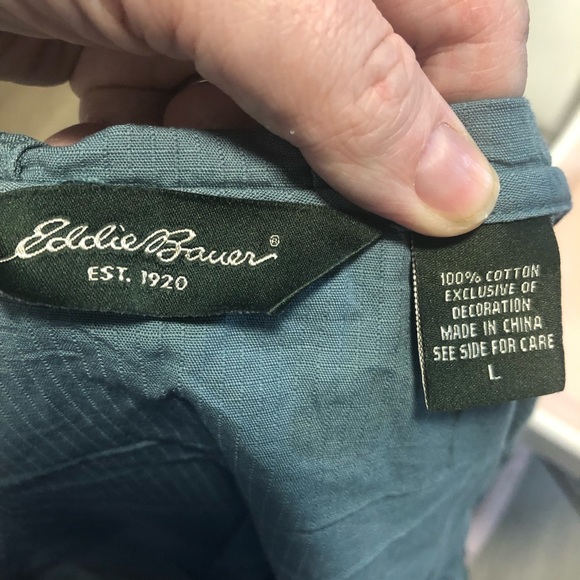 Eddie Bauer®
EST. 1920
100% COTTON
EXCLUSIVE OF
DECORATION
MADE IN CHINA
SEE SIDE FOR CARE
L